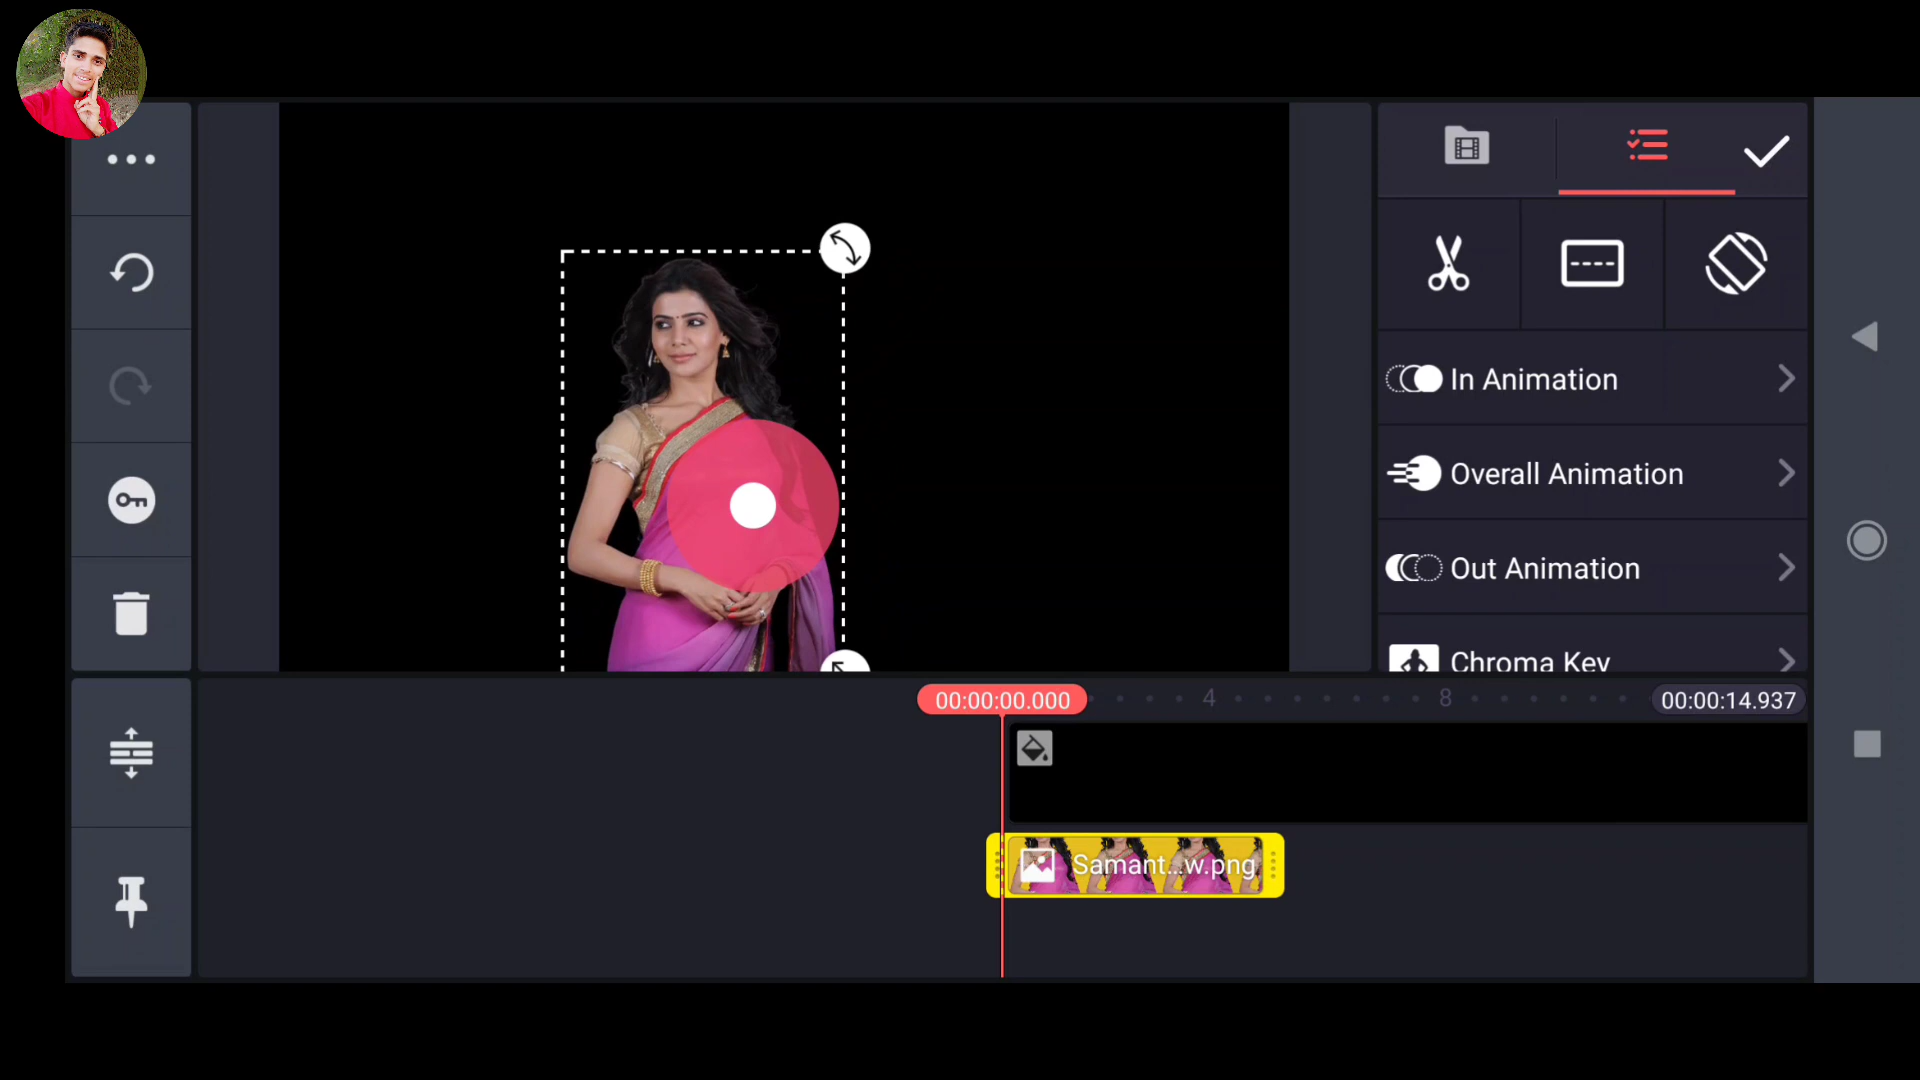 In Animation
Overall Animation
Out Animation
Chroma Key
00:00:00.000
4
8
00:00:14.937
Samant...w.png